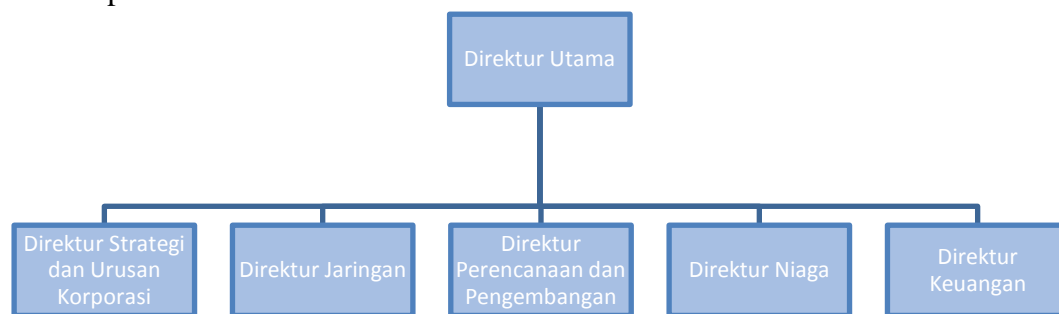 Direktur Utama
Direktur Strategi
dan Urusan
Korporasi
Direktur Jaringan
Direktur
Perencanaan dan
Pengembangan
Direktur Niaga
Direktur
Keuangan